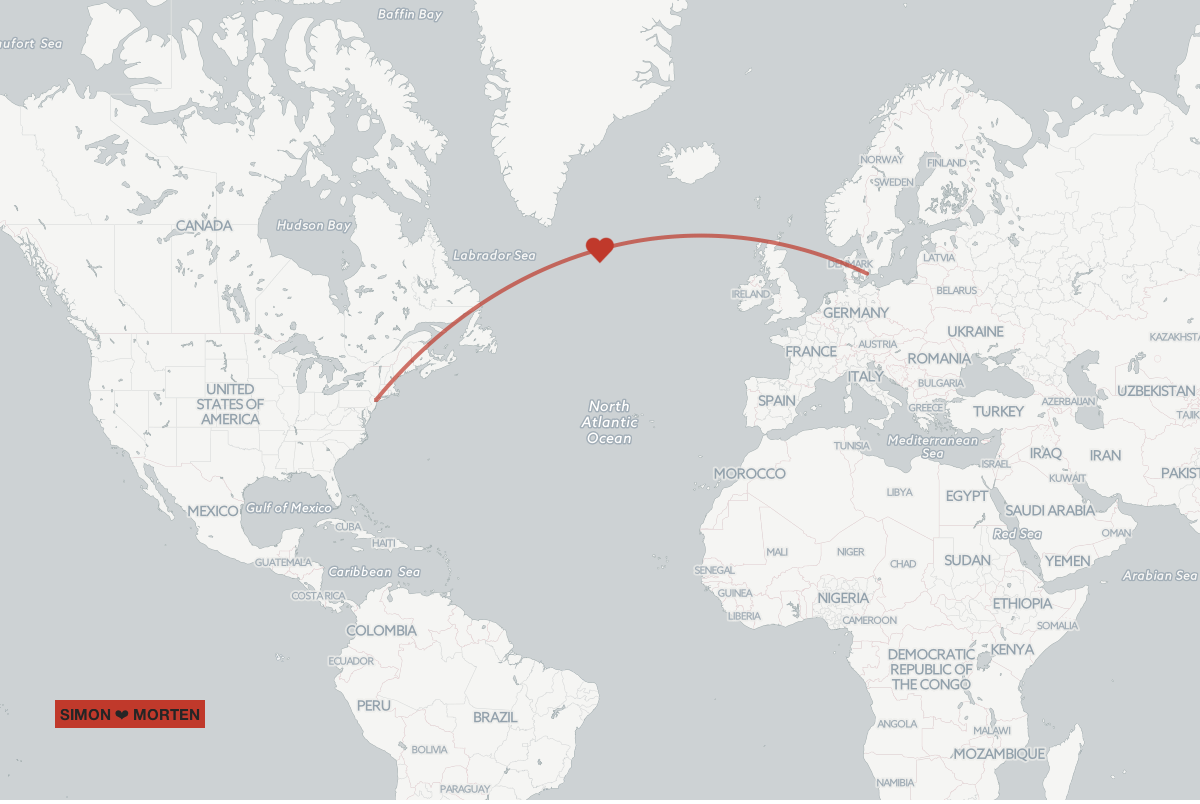 Baffin Bay
aufort Sea
NORWAY
FINLAND
SWEDEN
CANADA
Hudson Bay
Labrador Sea
DENMARK
LATVIA
IRELAND
BELARUS
GERMANY
UKRAINE
KAZAKHSTA
AUSTRIA
FRANCE
ROMANIA
ITALY
BULGARIA
UZBEKISTAN
UNITED
STATES OF
AMERICA
SPAIN
AZERBAIJAN
North
Atlantic
Ocean
GREECE
TURKEY
TAJIK
Mediterranean
Sea
TUNISIA
IRAQ
IRAN
ISRAEL
MOROCCO
PAKIST
KUWAIT
LIBYA
EGYPT
MEXICO
Gulf of Mexico
SAUDI ARABIA
CUBA
Red Sea
OMAN
HAITI
MALI
NIGER
GUATEMALA
CHAD
SUDAN
YEMEN
Caribbean Sea
SENEGAL
Arabian Sea
COSTA RICA
GUINEA
NIGERIA
ETHIOPIA
LIBERIA
CAMEROON
SOMALIA
COLOMBIA
KENYA
DEMOCRATIC
REPUBLIC OF
THE CONGO
ECUADOR
PERU
BRAZIL
SIMON ❤ MORTEN
ANGOLA
MALAWI
BOLIVIA
MOZAMBIQUE
NAMIBIA
PARAGUAY